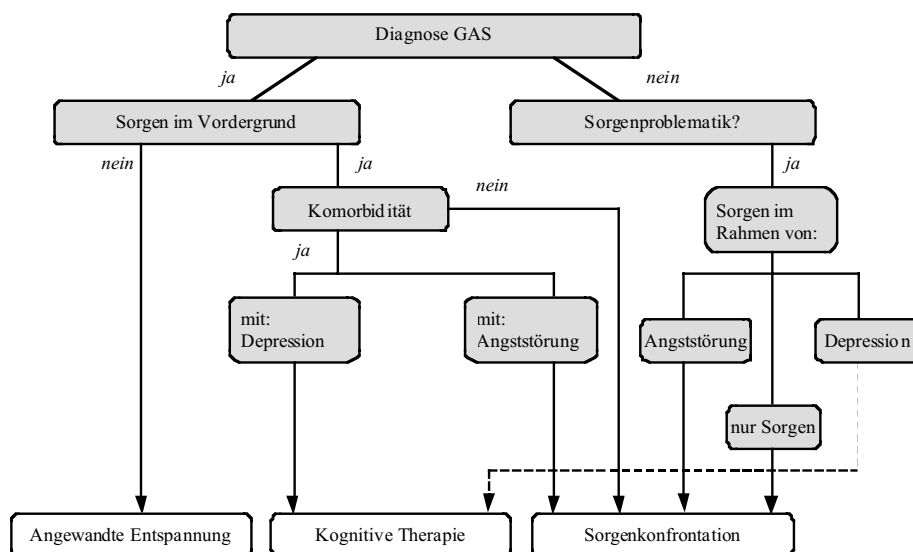 Diagnose GAS
ja
nein
Sorgen im Vordergrund
Sorgenproblematik?
nein
ja
nein
ja
Komorbidität
Sorgen im
Rahmen von:
ja
mit:
Depression
mit:
Angststörung
Angststörung
Depression
nur Sorgen
Angewandte Entspannung
Kognitive Therapie
Sorgenkonfrontation